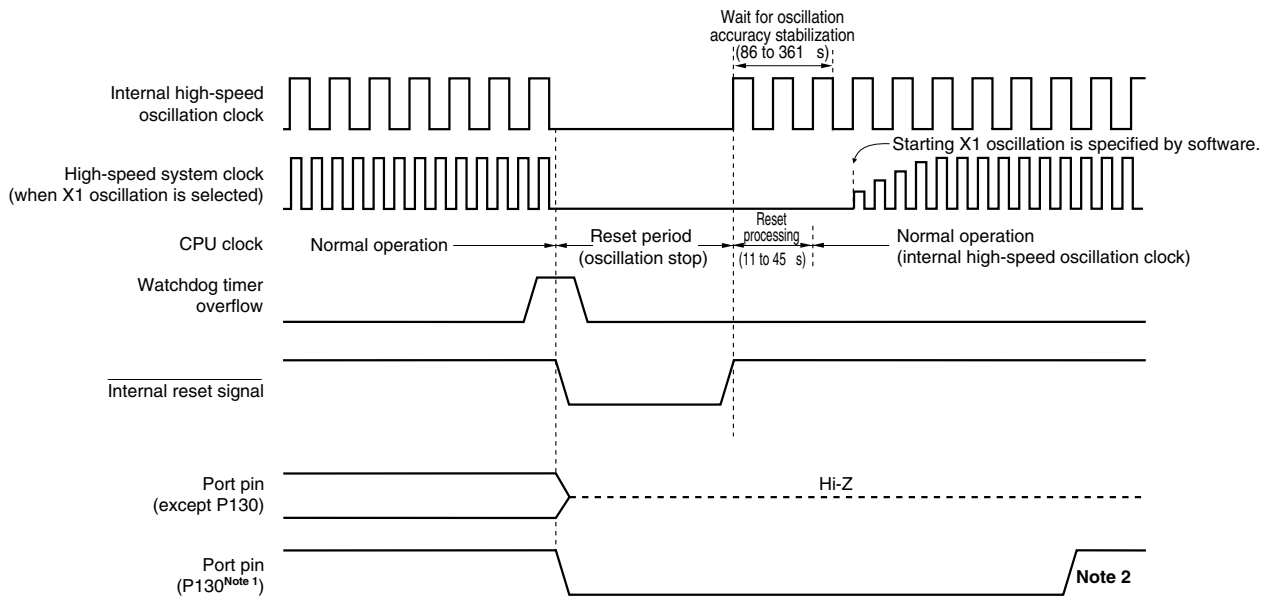 Wait for oscillation
accuracy stabilization
(86 to 361 s)
Internal high-speed
oscillation clock
Starting X1 oscillation is specified by software.
High-speed system clock
(when X1 oscillation is selected)
CPU clock
Normal operation
Reset period
(oscillation stop)
Reset
processing
(11 to 45 s)
Normal operation
(internal high-speed oscillation clock)
Watchdog timer
overflow
Internal reset signal
Port pin
(except P130)
Hi-Z
Port pin
(P130Note 1)
Note 2